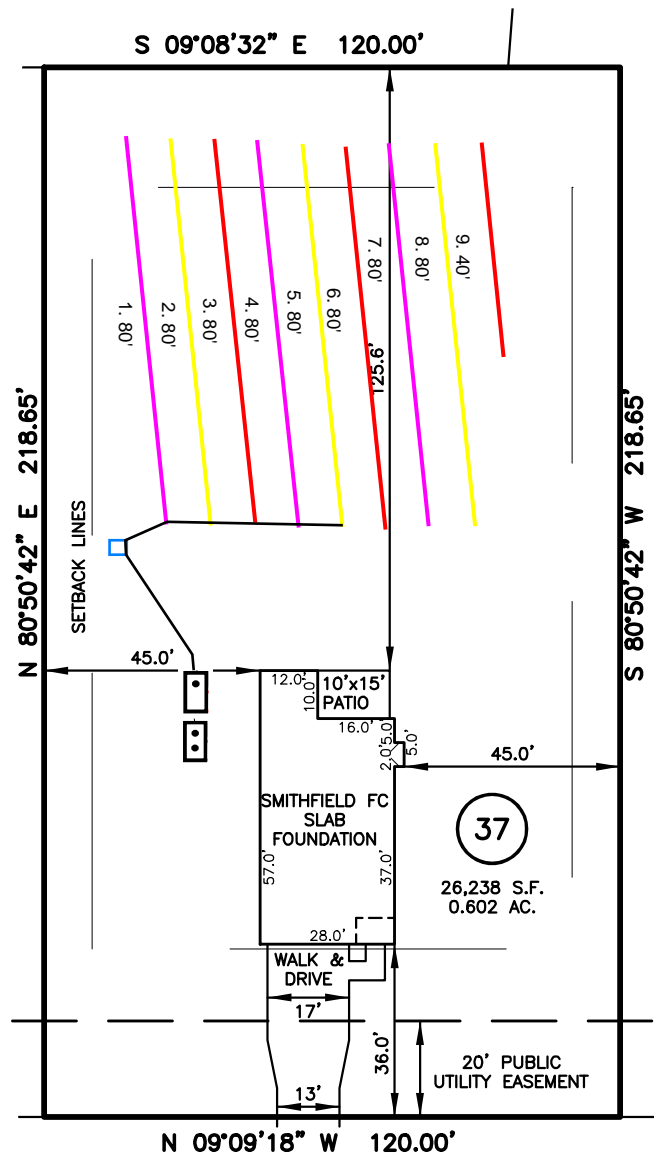 S 09°08'32" E 120.00'
1. 80'
2. 80'
3. 80'
4. 80'
5. 80'
6. 80'
7. 80'
8. 80'
9. 40'
125.6'
N 80°50'42" E 218.65'
S 80°50'42" W 218.65'
SETBACK LINES
45.0'
12.0'
10.0'
10'x15'
PATIO
16.0'
5.0'
2.0'
5.0'
45.0'
SMITHFIELD FC
SLAB
FOUNDATION
57.0'
37.0'
37
26,238 S.F.
0.602 AC.
28.0'
WALK &
DRIVE
17'
36.0'
20' PUBLIC
UTILITY EASEMENT
13'
N 09°09'18" W 120.00'